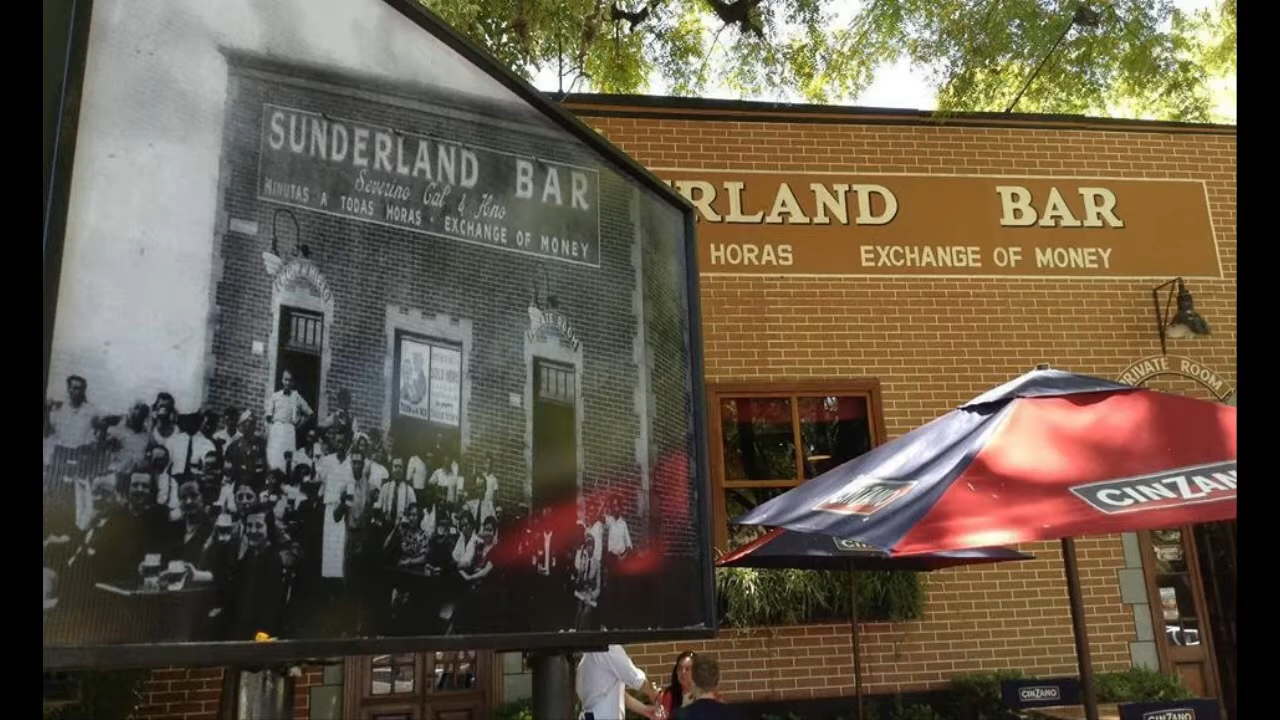 SUNDERLAND BAR
Severino Gal & Hno
MINUTAS A TODAS HORAS · EXCHANGE OF MONEY
RLAND BAR
HORAS EXCHANGE OF MONEY
PRIVATE ROOM
CINZANO
CINZANO
CINZANO